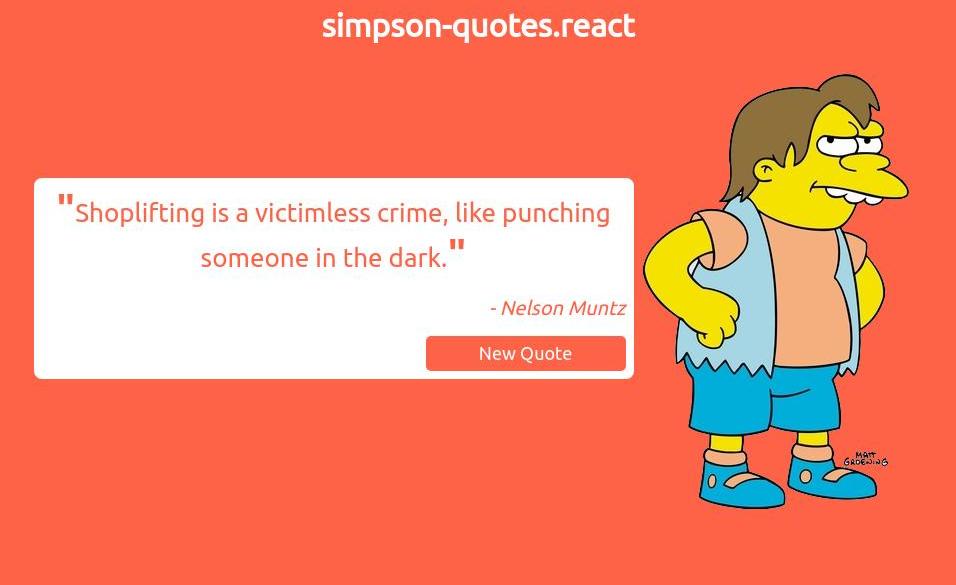 simpson-quotes.react
"Shoplifting is a victimless crime, like punching
someone in the dark."
- Nelson Muntz
New Quote
MATT
GROENING